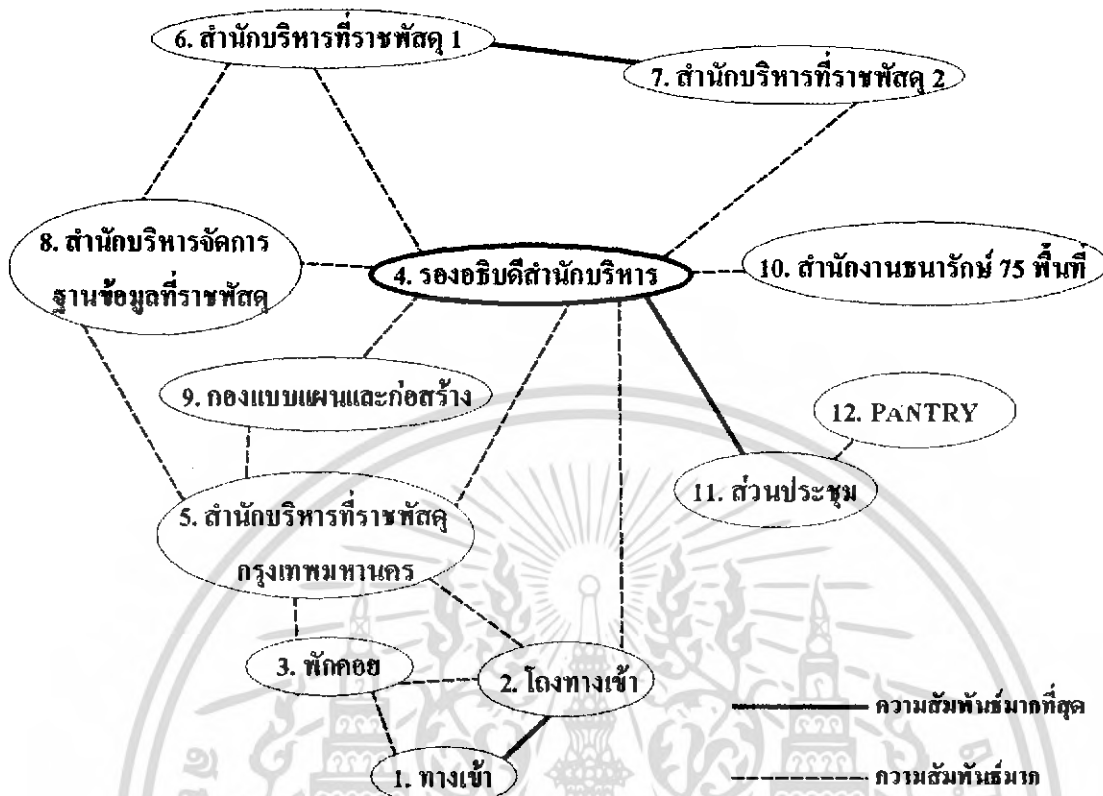 6. สำนักบริหารที่ราชพัสดุ 1
7. สำนักบริหารที่ราชพัสดุ 2
8. สำนักบริหารจัดการ
ฐานข้อมูลที่ราชพัสดุ
4. รองอธิบดีสำนักบริหาร
10. สำนักงานธนารักษ์ 75 พื้นที่
9. กองแบบแผนและก่อสร้าง
12. PANTRY
11. ส่วนประชุม
5. สำนักบริหารที่ราชพัสดุ
กรุงเทพมหานคร
3. พักคอย
2. โถงทางเข้า
1. ทางเข้า
ความสัมพันธ์มากที่สุด
ความสัมพันธ์มาก